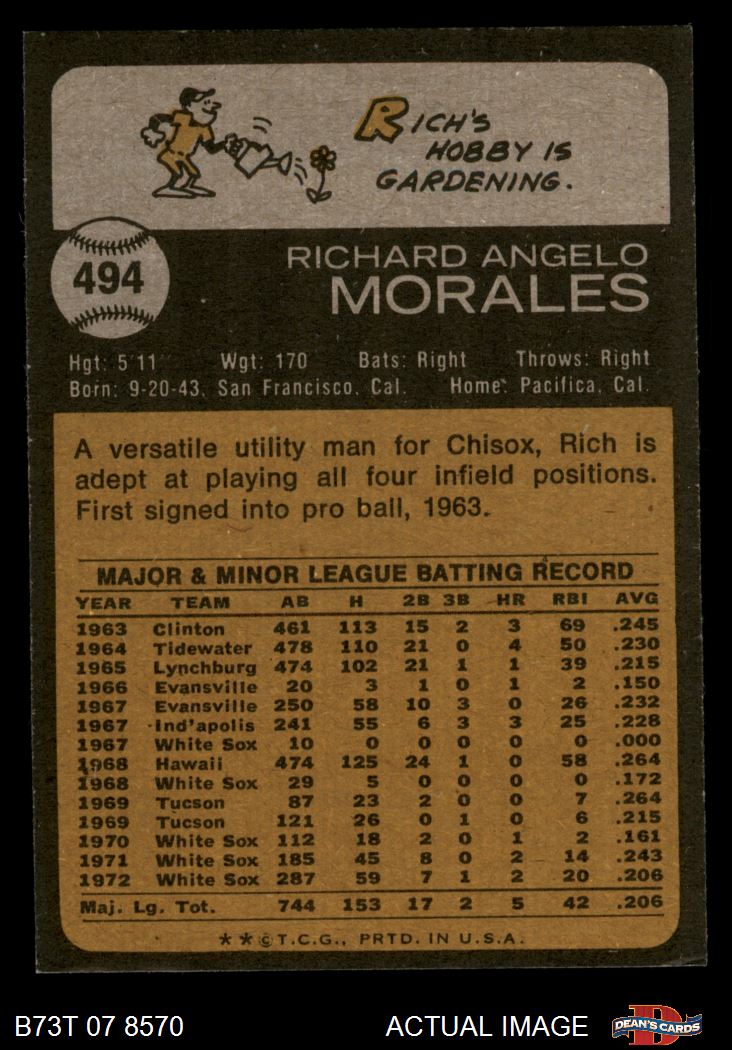 RICH'S
HOBBY IS
GARDENING.
494
RICHARD ANGELO
MORALES
Hgt: 5'11" Wgt: 170 Bats: Right Throws: Right
Born: 9-20-43, San Francisco, Cal. Home: Pacifica, Cal.
A versatile utility man for Chisox, Rich is
adept at playing all four infield positions.
First signed into pro ball, 1963.
MAJOR & MINOR LEAGUE BATTING RECORD
YEAR TEAM AB H 2B 3B HR RBI AVG
1963 Clinton 461 113 15 2 3 69 .245
1964 Tidewater 478 110 21 0 4 50 .230
1965 Lynchburg 474 102 21 1 1 39 .215
1966 Evansville 20 3 1 0 1 2 .150
1967 Evansville 250 58 10 3 0 26 .232
1967 Ind'apolis 241 55 6 3 3 25 .228
1967 White Sox 10 0 0 0 0 0 .000
1968 Hawaii 474 125 24 1 0 58 .264
1968 White Sox 29 5 0 0 0 0 .172
1969 Tucson 87 23 2 0 0 7 .264
1969 Tucson 121 26 0 1 0 6 .215
1970 White Sox 112 18 2 0 1 2 .161
1971 White Sox 185 45 8 0 2 14 .243
1972 White Sox 287 59 7 1 2 20 .206
Maj. Lg. Tot. 744 153 17 2 5 42 .206
★ ★ ©T.C.G., PRTD. IN U.S.A.
B73T 07 8570 ACTUAL IMAGE D DEAN'S CARDS